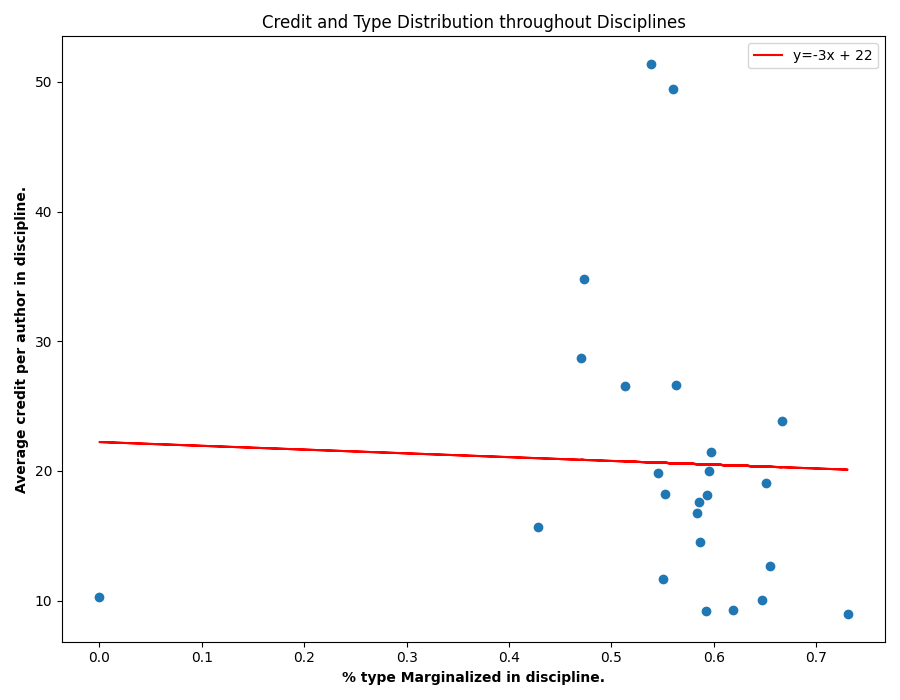 Credit and Type Distribution throughout Disciplines
y=-3x + 22
50
40
30
20
10
Average credit per author in discipline.
0.0 0.1 0.2 0.3 0.4 0.5 0.6 0.7
% type Marginalized in discipline.